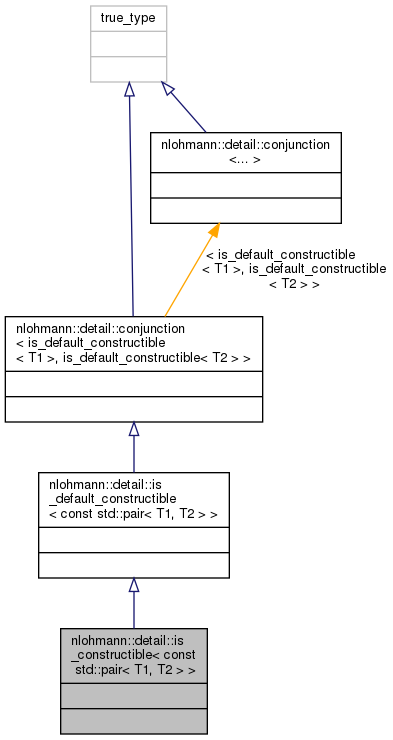 true_type
nlohmann::detail::conjunction
<... >
< is_default_constructible
< T1 >, is_default_constructible
< T2 > >
nlohmann::detail::conjunction
< is_default_constructible
< T1 >, is_default_constructible< T2 > >
nlohmann::detail::is
_default_constructible
< const std::pair< T1, T2 > >
nlohmann::detail::is
_constructible< const
std::pair< T1, T2 > >